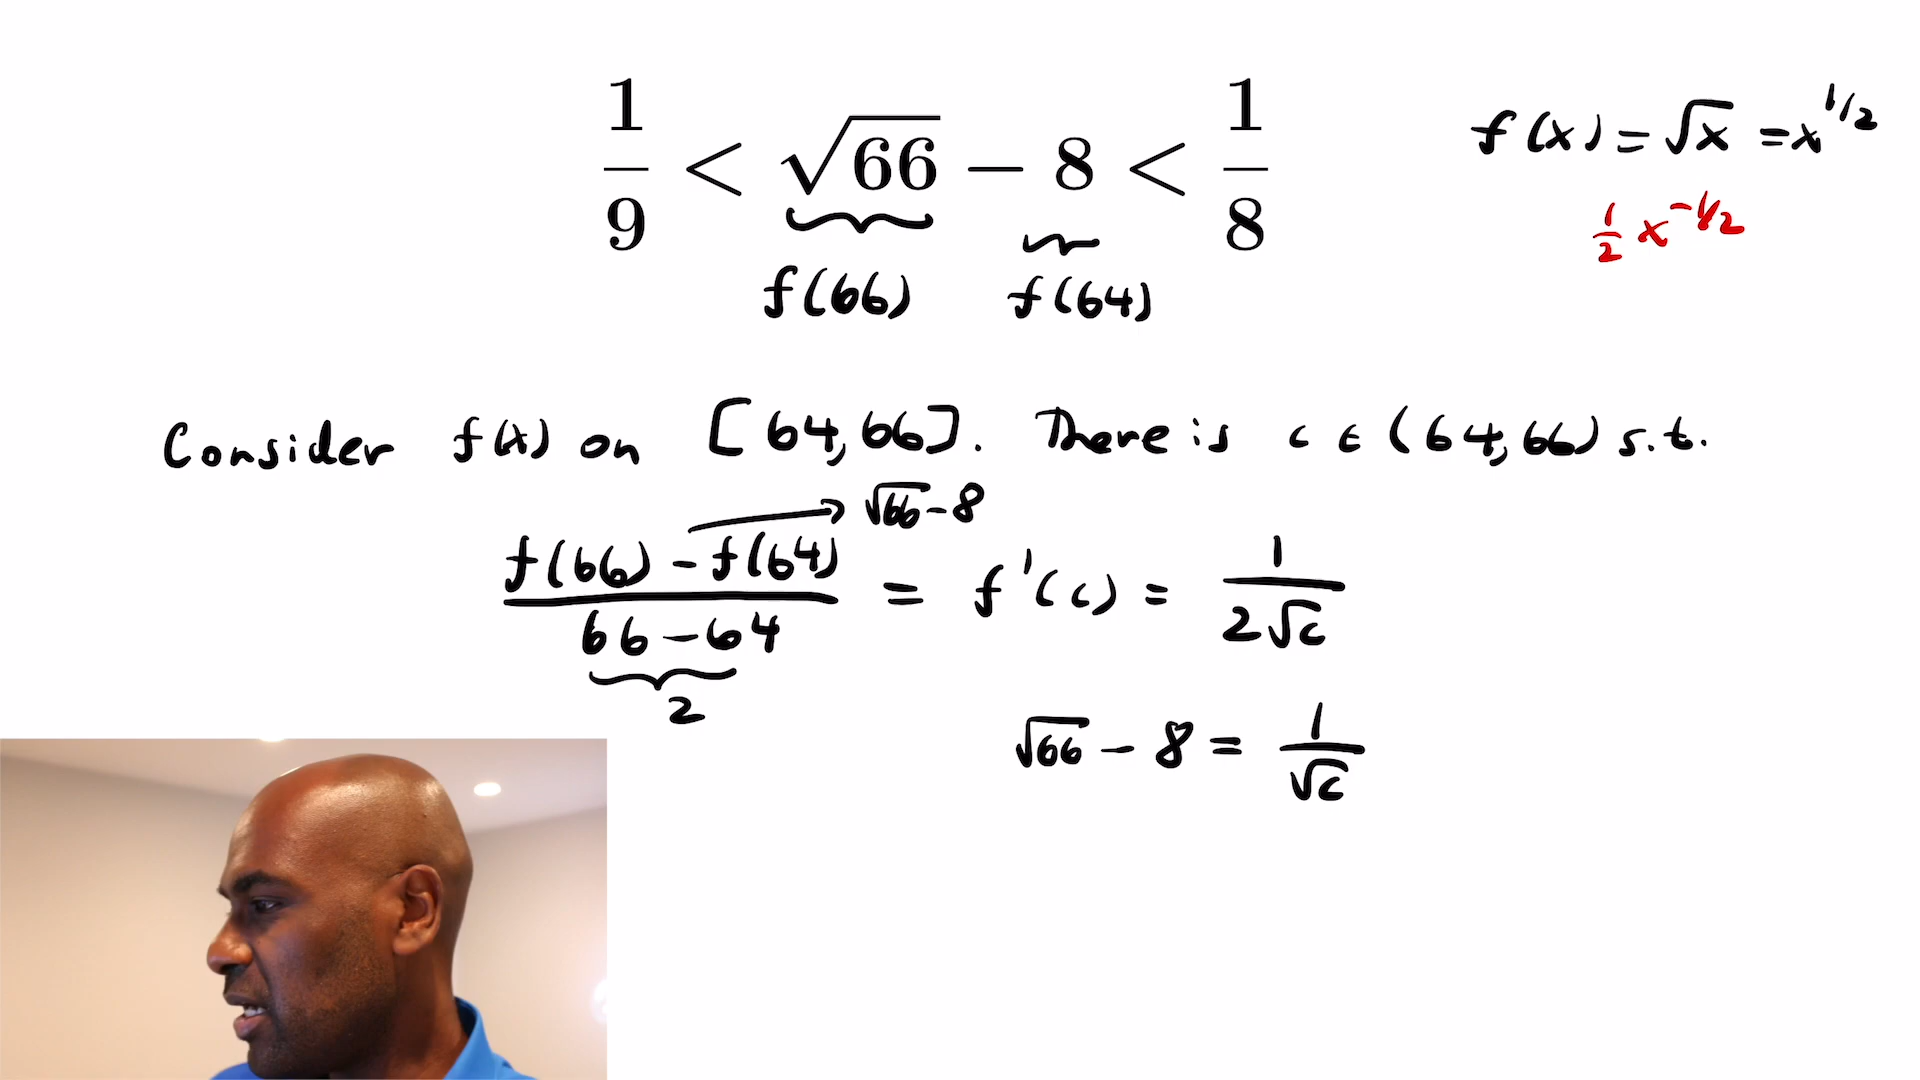 1/9 < √66 − 8 < 1/8
f(x) = √x = x^1/2
1/2 x^-1/2
f(66) f(64)
Consider f(x) on [64,66]. There is c ∈ (64,66) s.t.
√66 - 8
f(66) - f(64) / 66 - 64 = f'(c) = 1 / 2√c
2
√66 - 8 = 1 / √c